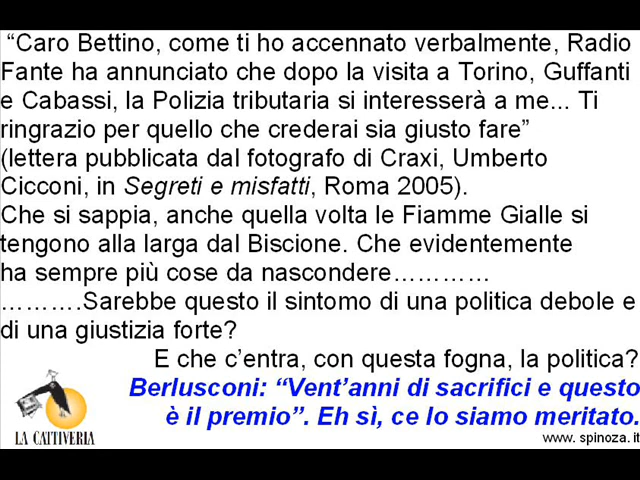 “Caro Bettino, come ti ho accennato verbalmente, Radio
Fante ha annunciato che dopo la visita a Torino, Guffanti
e Cabassi, la Polizia tributaria si interesserà a me... Ti
ringrazio per quello che crederai sia giusto fare”
(lettera pubblicata dal fotografo di Craxi, Umberto
Cicconi, in Segreti e misfatti, Roma 2005).
Che si sappia, anche quella volta le Fiamme Gialle si
tengono alla larga dal Biscione. Che evidentemente
ha sempre più cose da nascondere…………
……….Sarebbe questo il sintomo di una politica debole e
di una giustizia forte?
E che c’entra, con questa fogna, la politica?
Berlusconi: “Vent’anni di sacrifici e questo
è il premio”. Eh sì, ce lo siamo meritato.
LA CATTIVERIA
www. spinoza.it